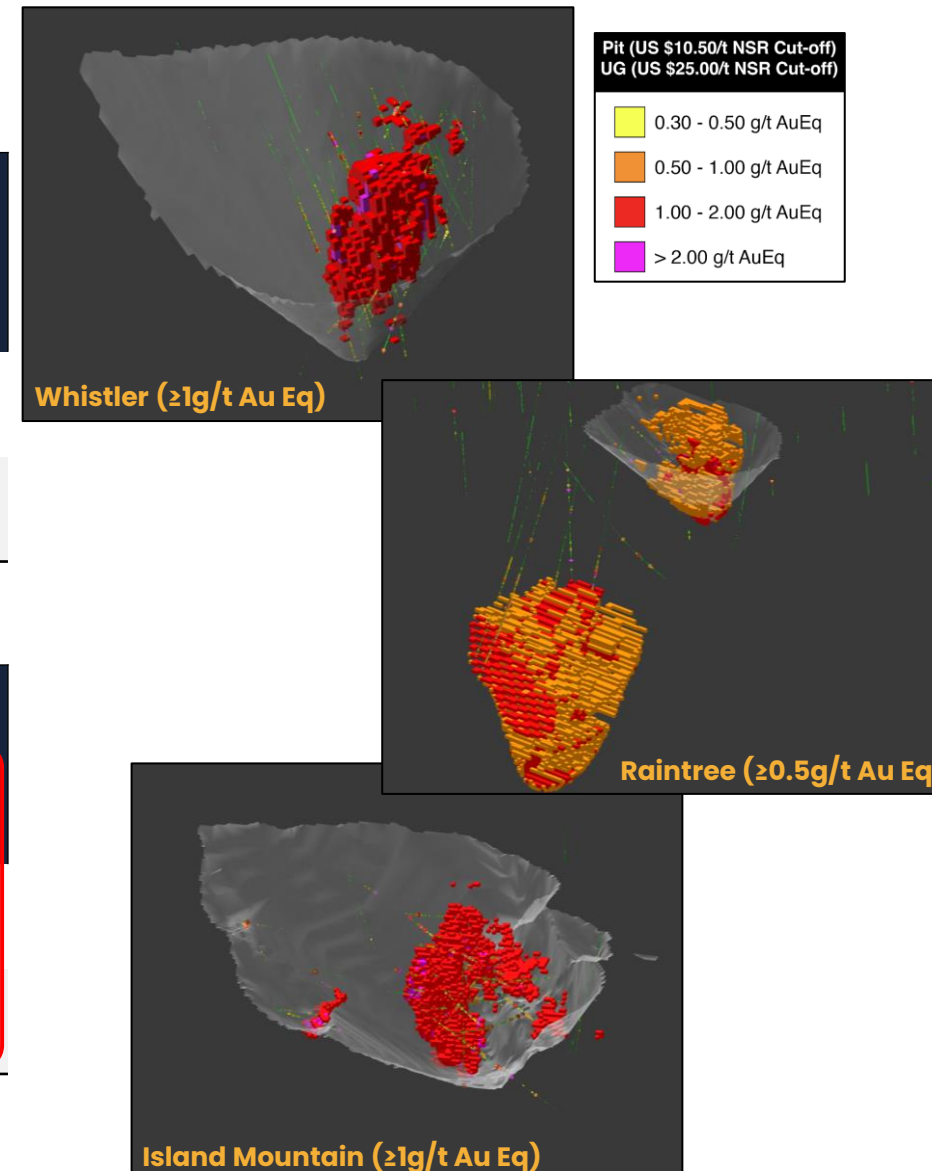 Pit (US $10.50/t NSR Cut-off)
UG (US $25.00/t NSR Cut-off)
0.30 - 0.50 g/t AuEq
0.50 - 1.00 g/t AuEq
1.00 - 2.00 g/t AuEq
> 2.00 g/t AuEq
Whistler (≥1g/t Au Eq)
Raintree (≥0.5g/t Au Eq
Island Mountain (≥1g/t Au Eq)